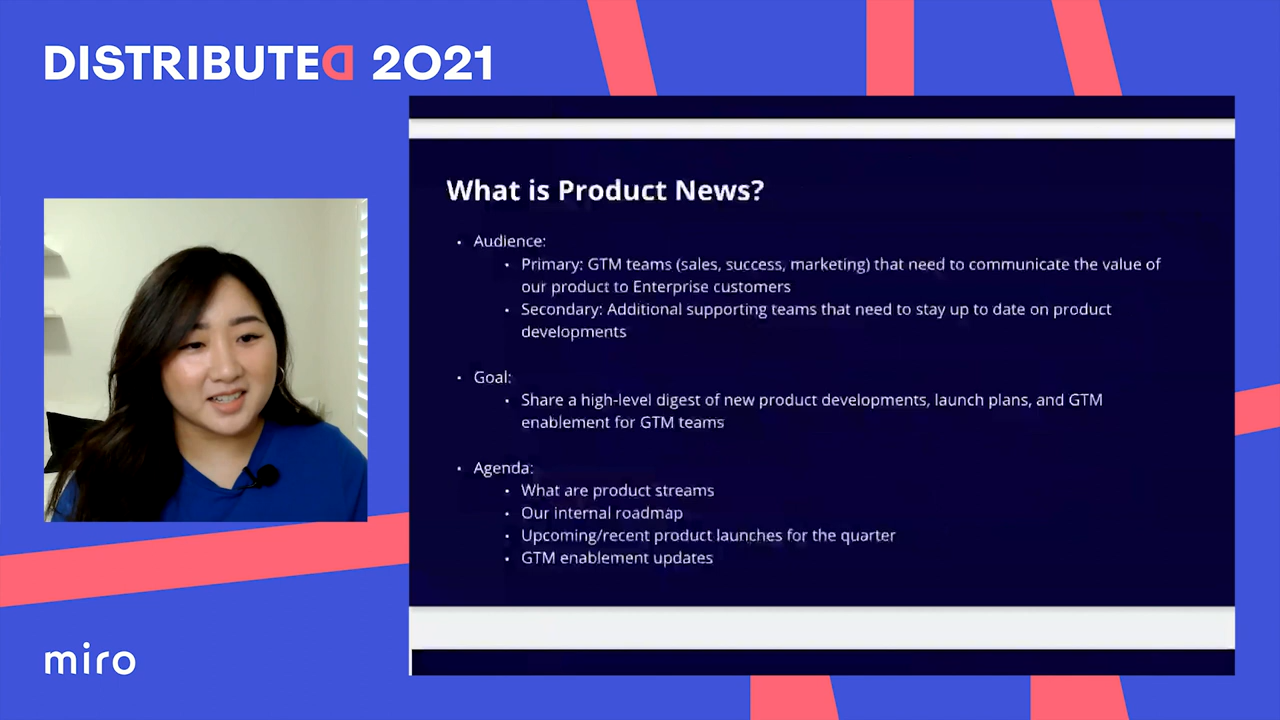 DISTRIBUTED 2021
What is Product News?
• Audience:
• Primary: GTM teams (sales, success, marketing) that need to communicate the value of
our product to Enterprise customers
• Secondary: Additional supporting teams that need to stay up to date on product
developments
• Goal:
• Share a high-level digest of new product developments, launch plans, and GTM
enablement for GTM teams
• Agenda:
• What are product streams
• Our internal roadmap
• Upcoming/recent product launches for the quarter
• GTM enablement updates
miro